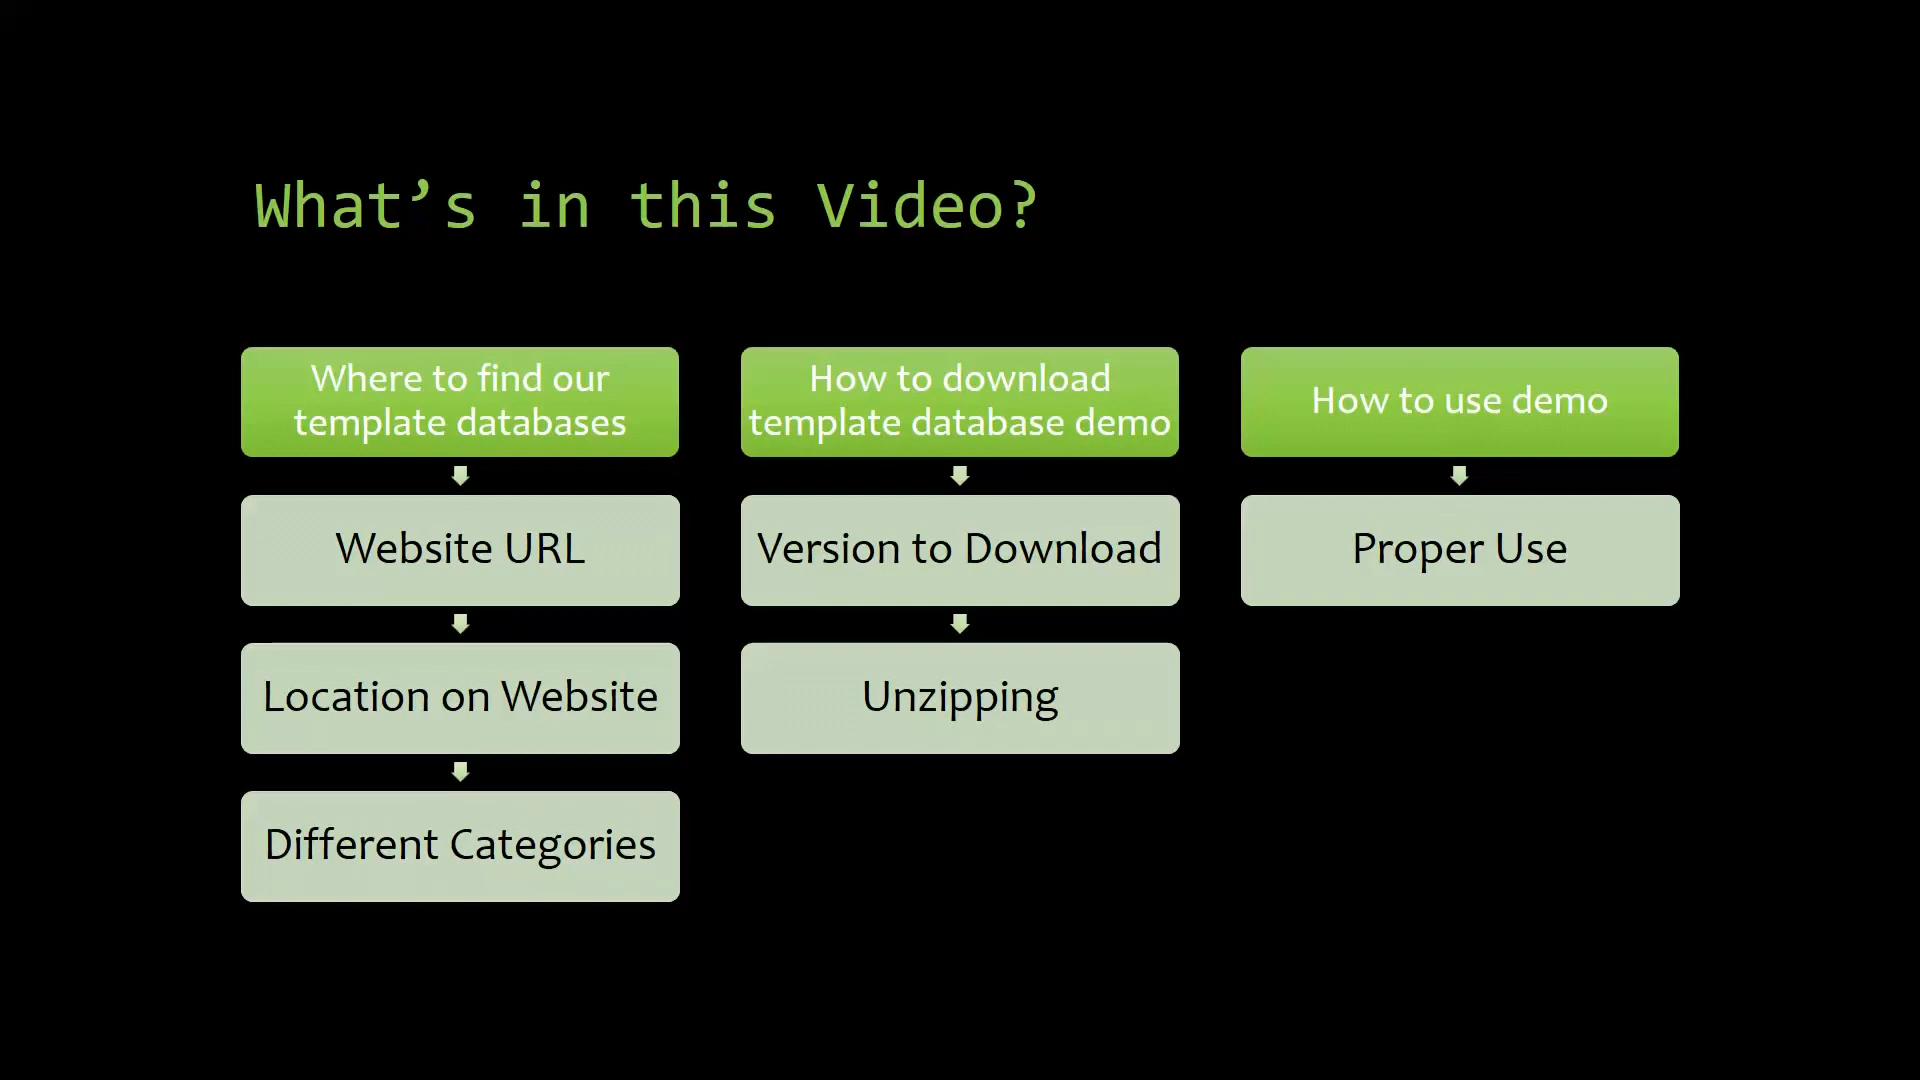 What’s in this Video?
Where to find our
template databases
Website URL
Location on Website
Different Categories
How to download
template database demo
Version to Download
Unzipping
How to use demo
Proper Use